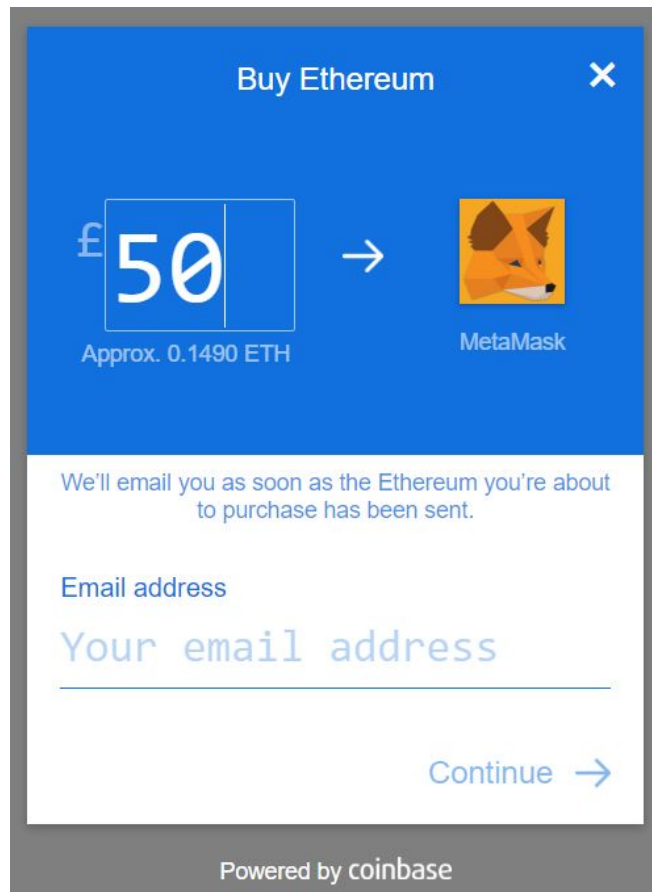 Buy Ethereum ×
£50
Approx. 0.1490 ETH
MetaMask
We’ll email you as soon as the Ethereum you’re about
to purchase has been sent.
Email address
Your email address
Continue
Powered by coinbase